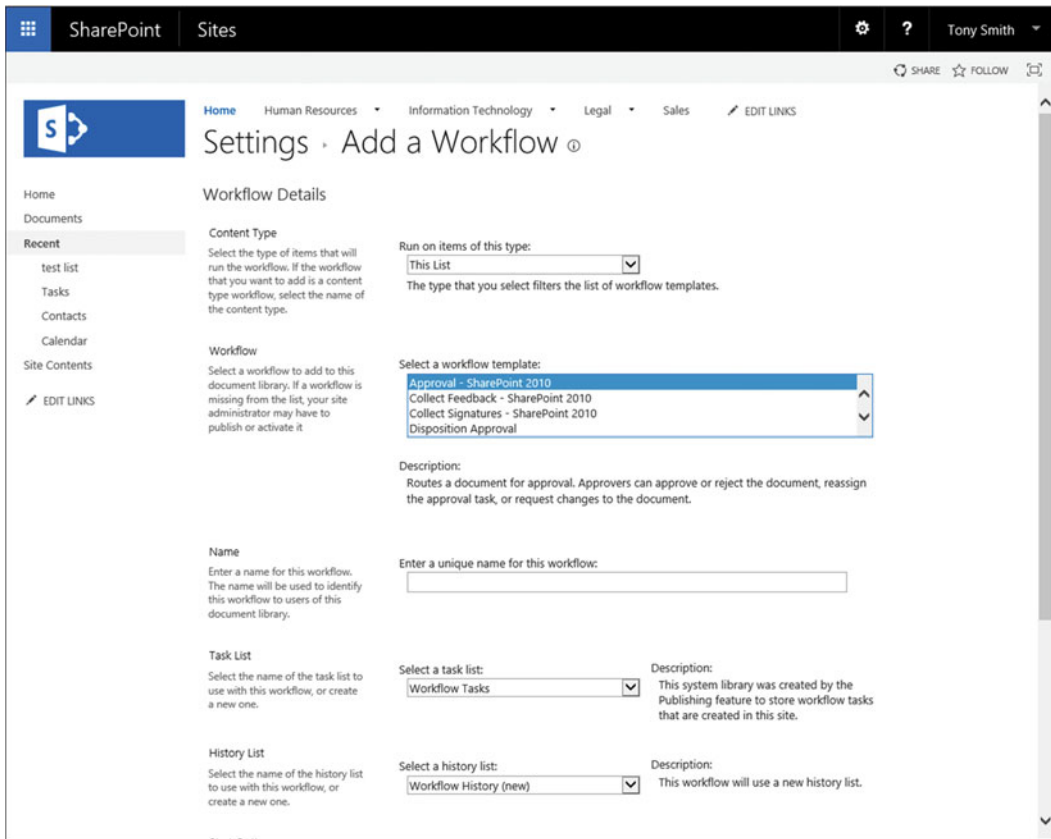 SharePoint Sites ? Tony Smith
SHARE FOLLOW
S
Home Human Resources Information Technology Legal Sales EDIT LINKS
Settings Add a Workflow
Home
Documents
Recent
test list
Tasks
Contacts
Calendar
Site Contents
EDIT LINKS
Workflow Details
Content Type
Select the type of items that will
run the workflow. If the workflow
that you want to add is a content
type workflow, select the name of
the content type.
Run on items of this type:
This List
The type that you select filters the list of workflow templates.
Workflow
Select a workflow to add to this
document library. If a workflow is
missing from the list, your site
administrator may have to
publish or activate it
Select a workflow template:
Approval - SharePoint 2010
Collect Feedback - SharePoint 2010
Collect Signatures - SharePoint 2010
Disposition Approval
Description:
Routes a document for approval. Approvers can approve or reject the document, reassign
the approval task, or request changes to the document.
Name
Enter a name for this workflow.
The name will be used to identify
this workflow to users of this
document library.
Enter a unique name for this workflow:
Task List
Select the name of the task list to
use with this workflow, or create
a new one.
Select a task list:
Workflow Tasks
Description:
This system library was created by the
Publishing feature to store workflow tasks
that are created in this site.
History List
Select the name of the history list
to use with this workflow, or
create a new one.
Select a history list:
Workflow History (new)
Description:
This workflow will use a new history list.